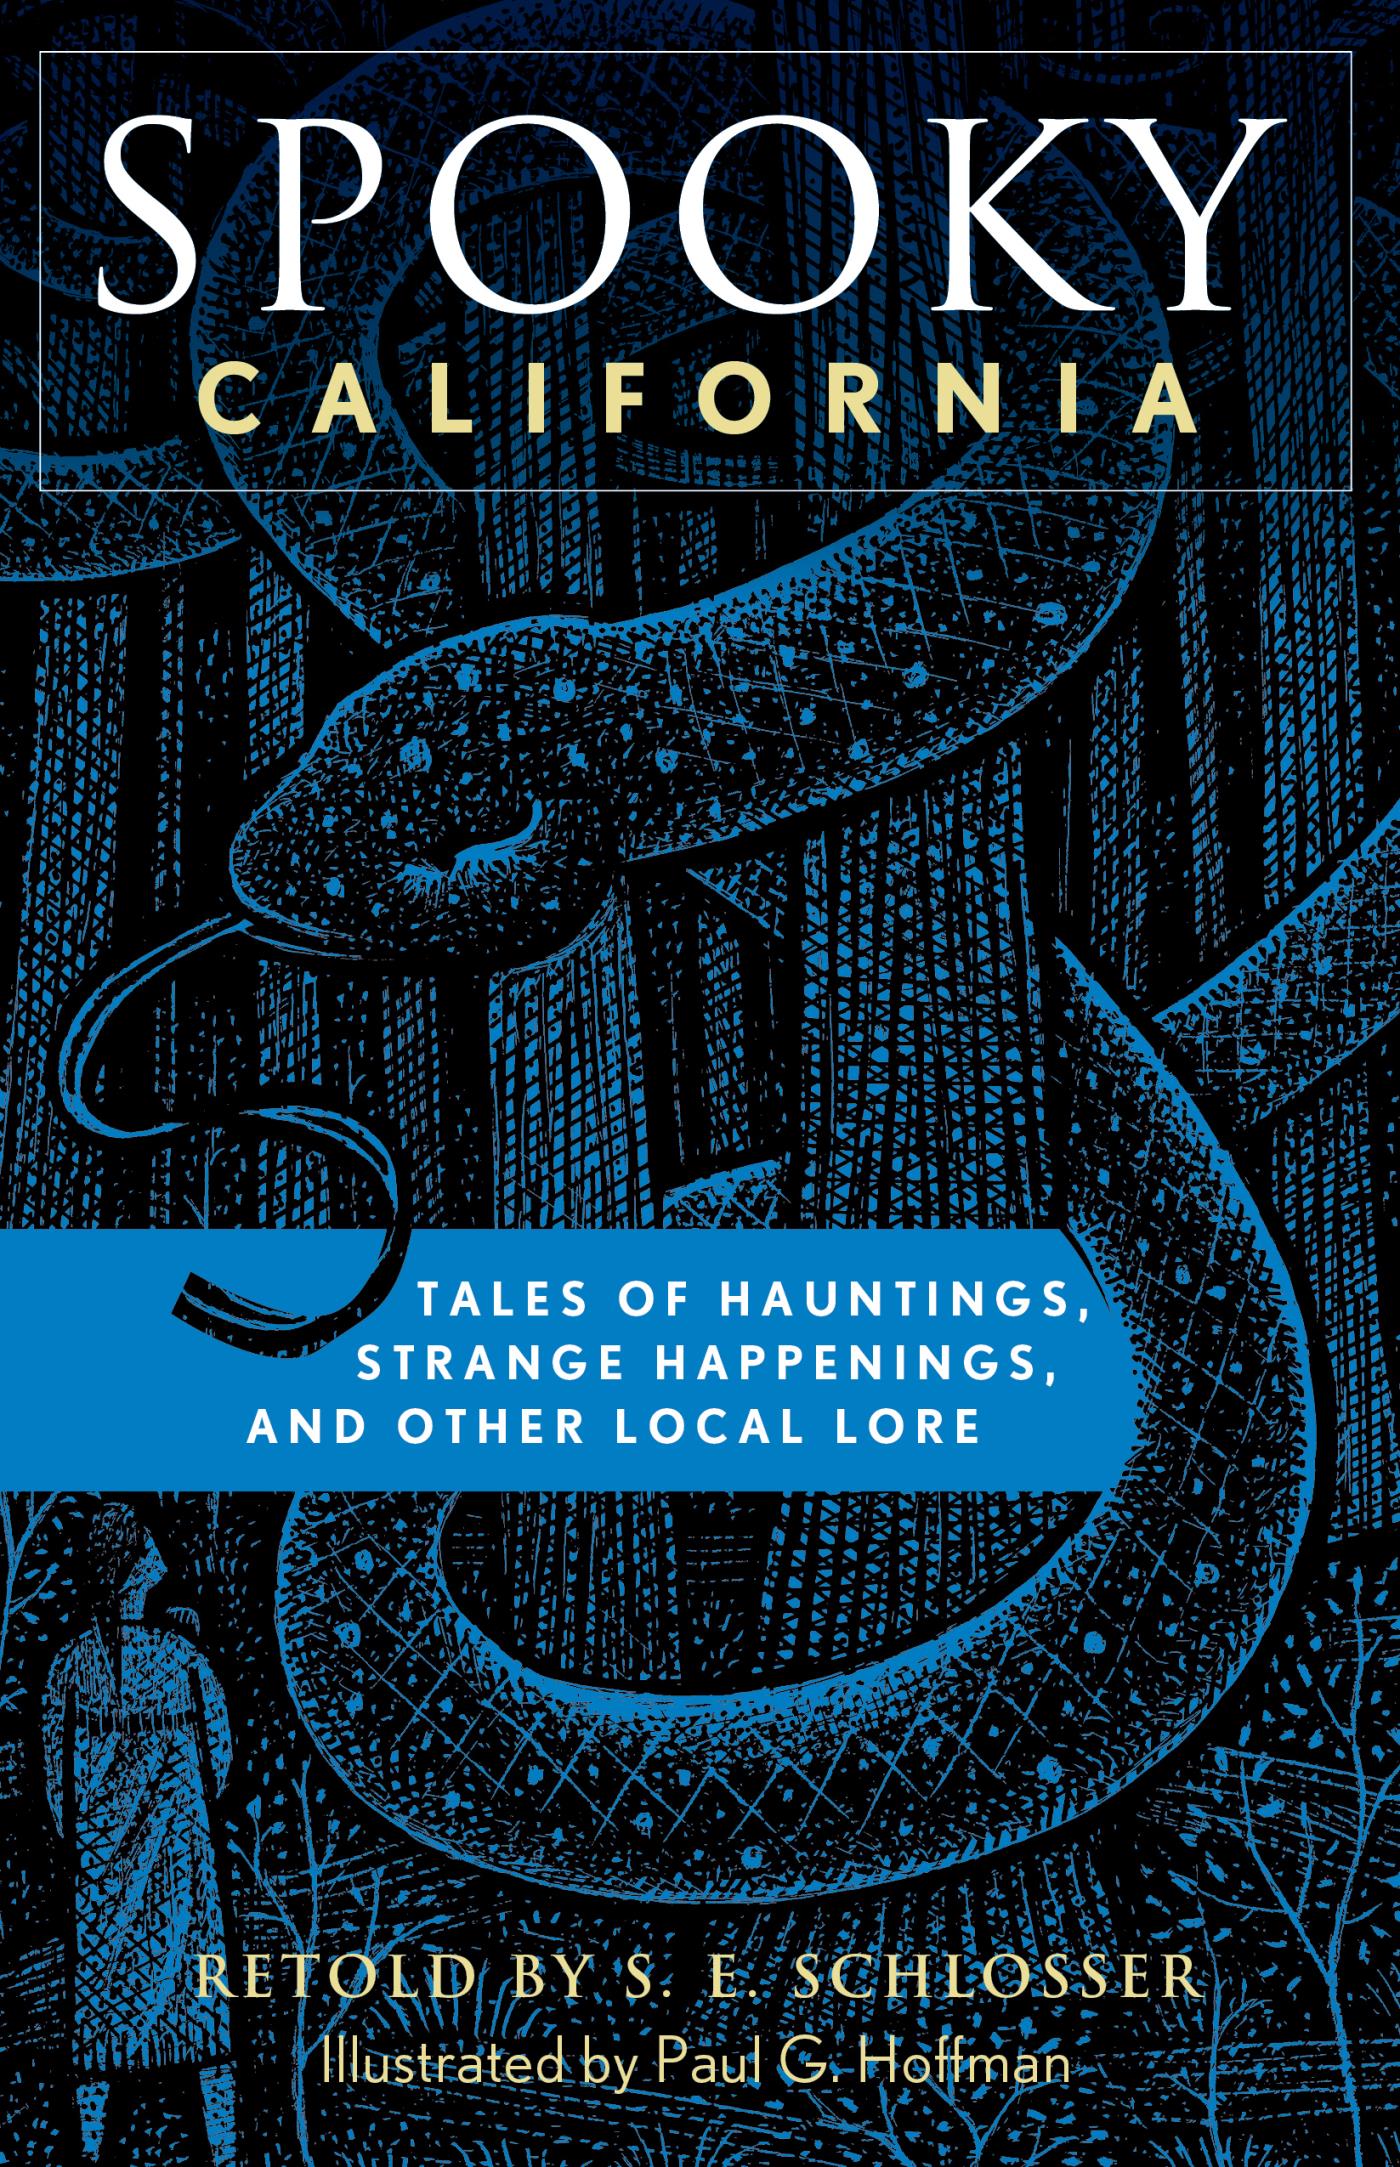 SPOOKY
CALIFORNIA
TALES OF HAUNTINGS,
STRANGE HAPPENINGS,
AND OTHER LOCAL LORE
RETOLD BY S. E. SCHLOSSER
Illustrated by Paul G. Hoffman